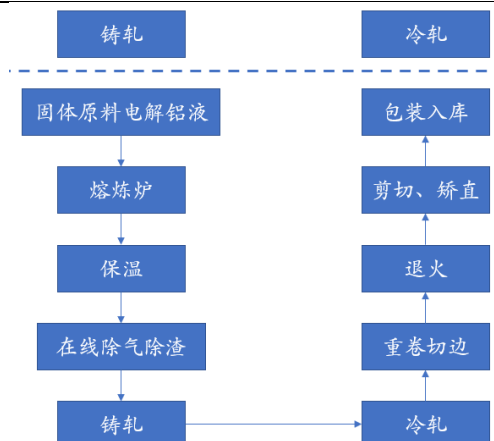 铸轧
冷轧
固体原料电解铝液
包装入库
熔炼炉
剪切、矫直
保温
退火
在线除气除渣
重卷切边
铸轧
冷轧